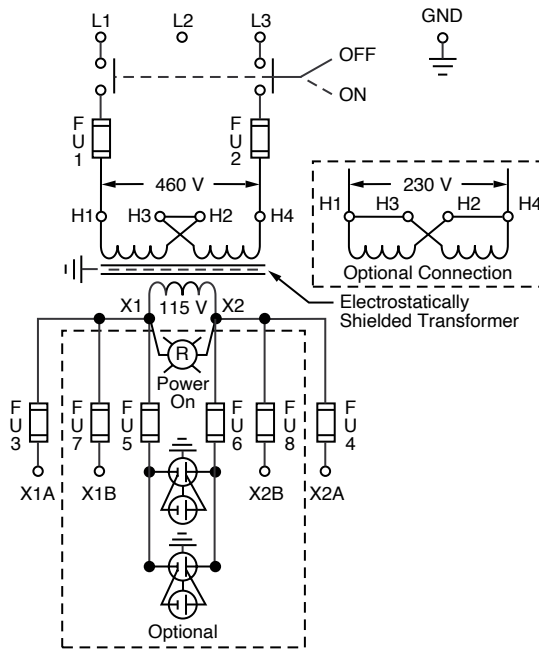 L1 L2 L3 GND
OFF
ON
F
U
1
F
U
2
460 V
H1 H3 H2 H4
230 V
H1 H3 H2 H4
Optional Connection
Electrostatically
Shielded Transformer
X1 115 V X2
R
Power
On
F
U
3
F
U
7
F
U
5
F
U
6
F
U
8
F
U
4
X1A X1B X2B X2A
Optional